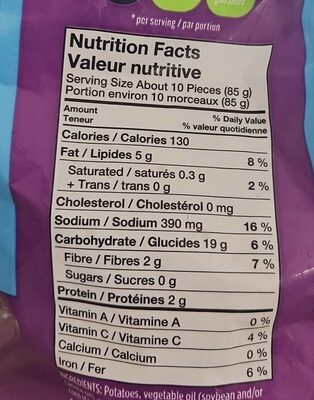 * per serving / par portion
Nutrition Facts
Valeur nutritive
Serving Size About 10 Pieces (85 g)
Portion environ 10 morceaux (85 g)
Amount % Daily Value
Teneur % valeur quotidienne
Calories / Calories 130
Fat / Lipides 5 g 8 %
Saturated / saturés 0.3 g
+ Trans / trans 0 g 2 %
Cholesterol / Cholestérol 0 mg
Sodium / Sodium 390 mg 16 %
Carbohydrate / Glucides 19 g 6 %
Fibre / Fibres 2 g 7 %
Sugars / Sucres 0 g
Protein / Protéines 2 g
Vitamin A / Vitamine A 0 %
Vitamin C / Vitamine C 4 %
Calcium / Calcium 0 %
Iron / Fer 6 %
INGREDIENTS: Potatoes, vegetable oil (soybean and/or